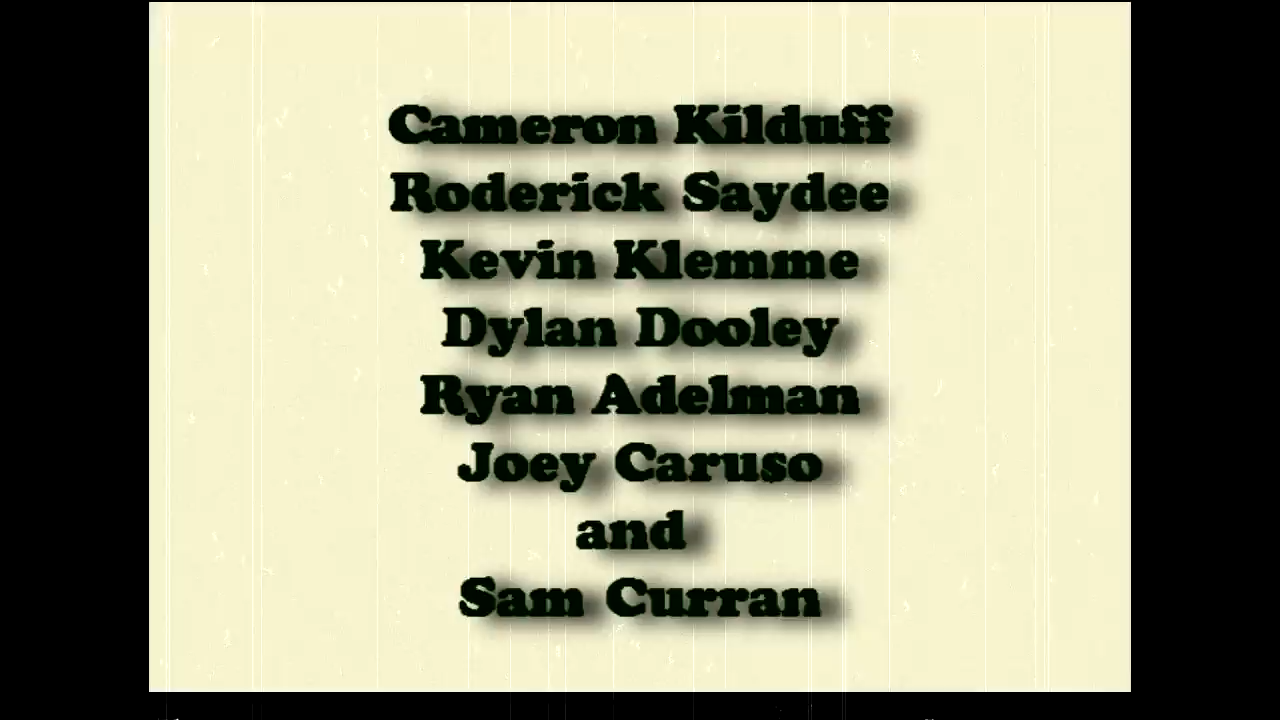 Cameron Kilduff
Roderick Saydee
Kevin Klemme
Dylan Dooley
Ryan Adelman
Joey Caruso
and
Sam Curran